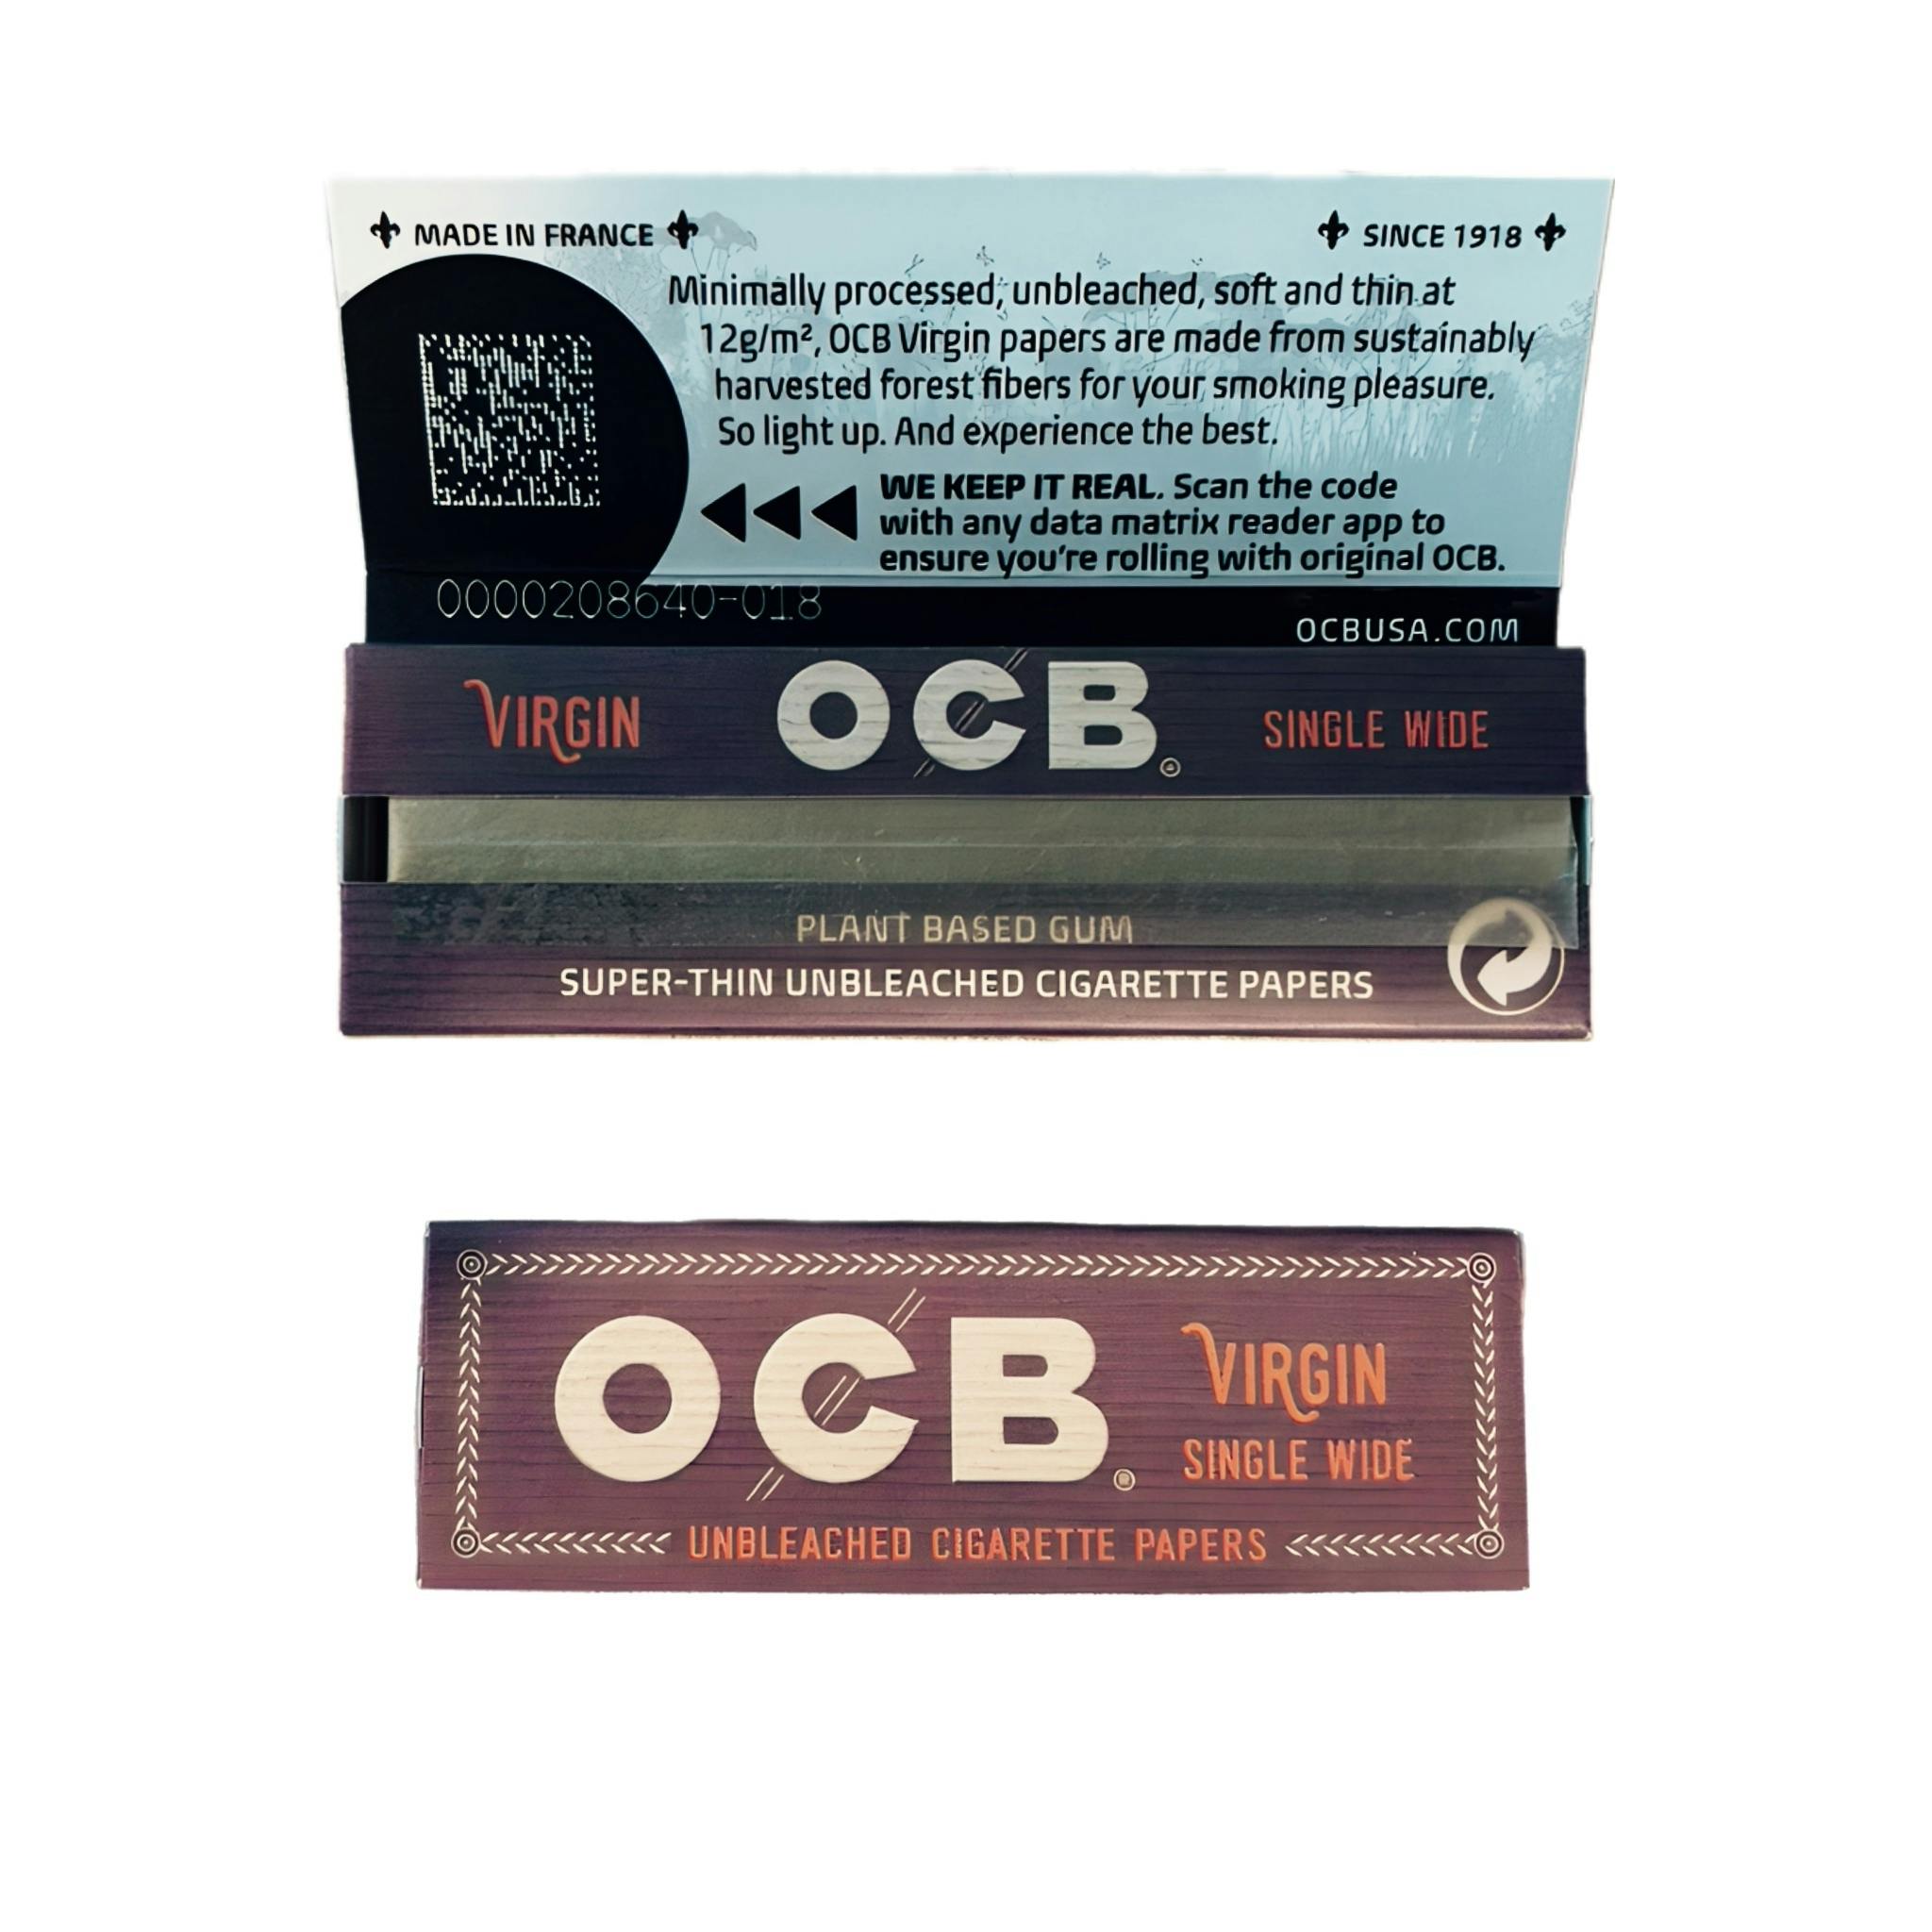 MADE IN FRANCE
SINCE 1918
Minimally processed, unbleached, soft and thin at
12g/m², OCB Virgin papers are made from sustainably
harvested forest fibers for your smoking pleasure.
So light up. And experience the best.
WE KEEP IT REAL. Scan the code
with any data matrix reader app to
ensure you're rolling with original OCB.
0000208640-018
OCBUSA.COM
VIRGIN OCB® SINGLE WIDE
PLANT BASED GUM
SUPER-THIN UNBLEACHED CIGARETTE PAPERS
OCB®
VIRGIN
SINGLE WIDE
UNBLEACHED CIGARETTE PAPERS